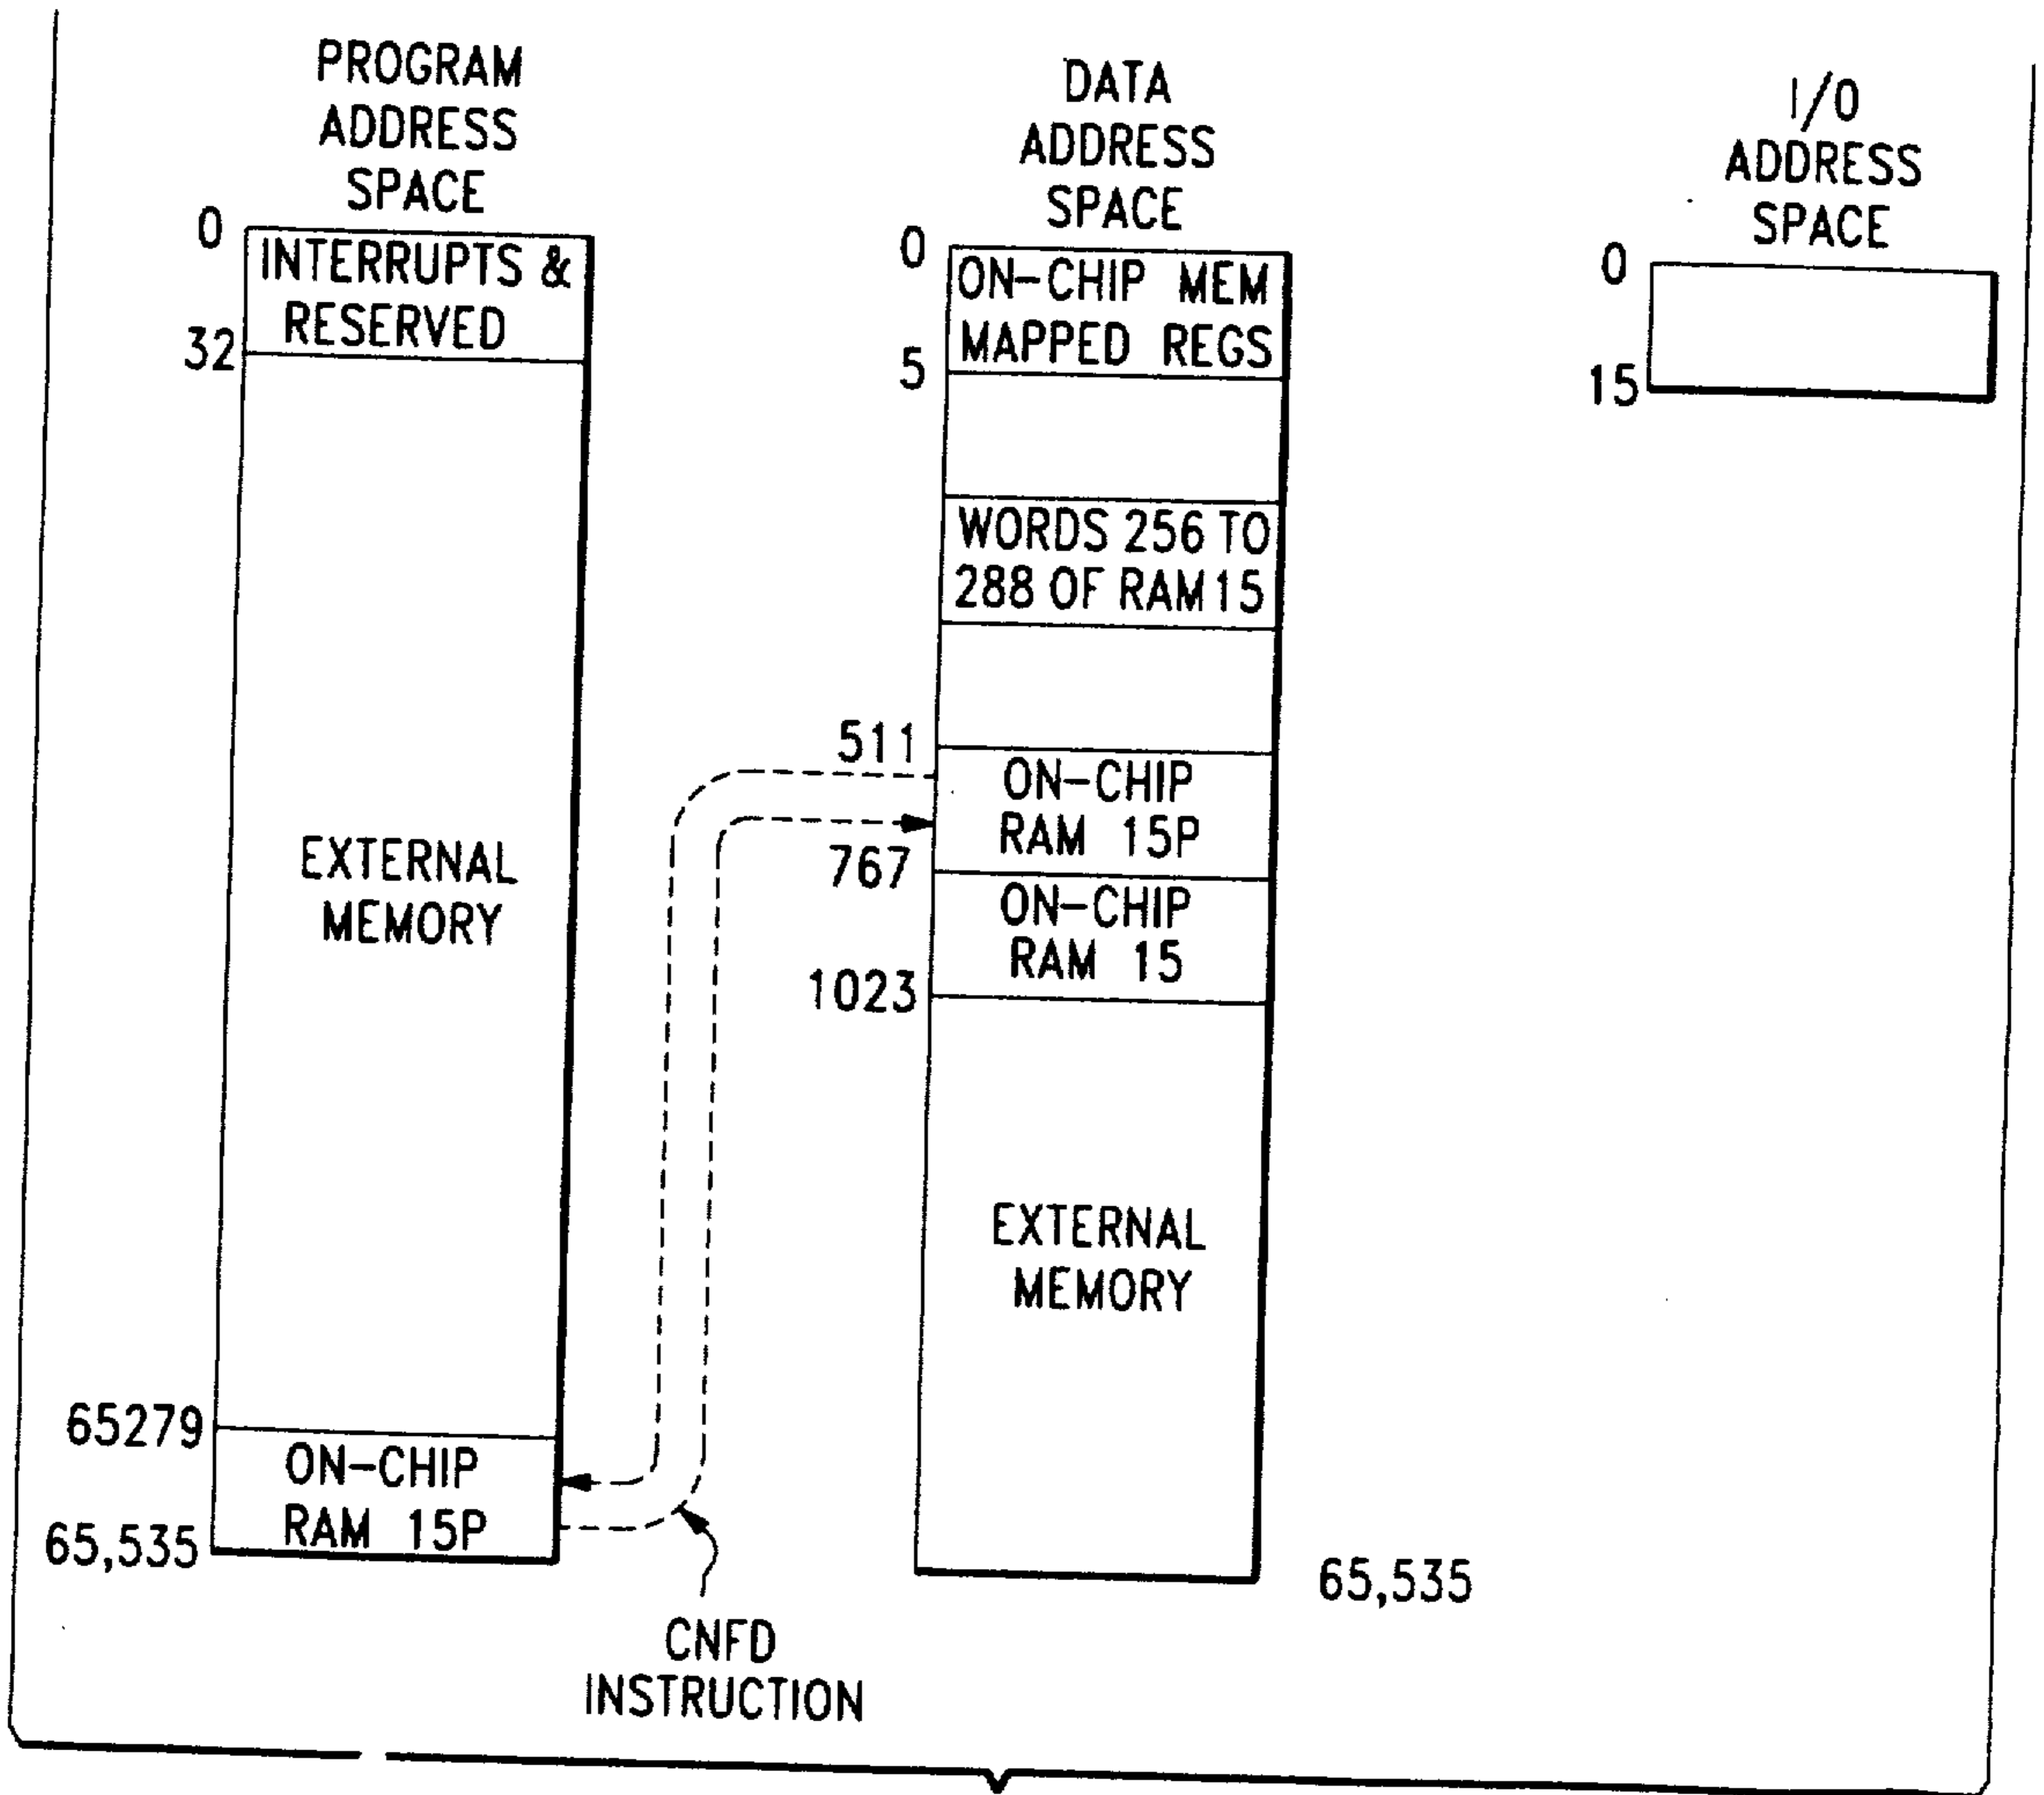 PROGRAM
ADDRESS
SPACE
0
INTERRUPTS &
RESERVED
32
EXTERNAL
MEMORY
65279
ON-CHIP
RAM 15P
65,535
DATA
ADDRESS
SPACE
0
ON-CHIP MEM
MAPPED REGS
5
WORDS 256 TO
288 OF RAM 15
511
ON-CHIP
RAM 15P
767
ON-CHIP
RAM 15
1023
EXTERNAL
MEMORY
65,535
CNFD
INSTRUCTION
I/O
ADDRESS
SPACE
0
15